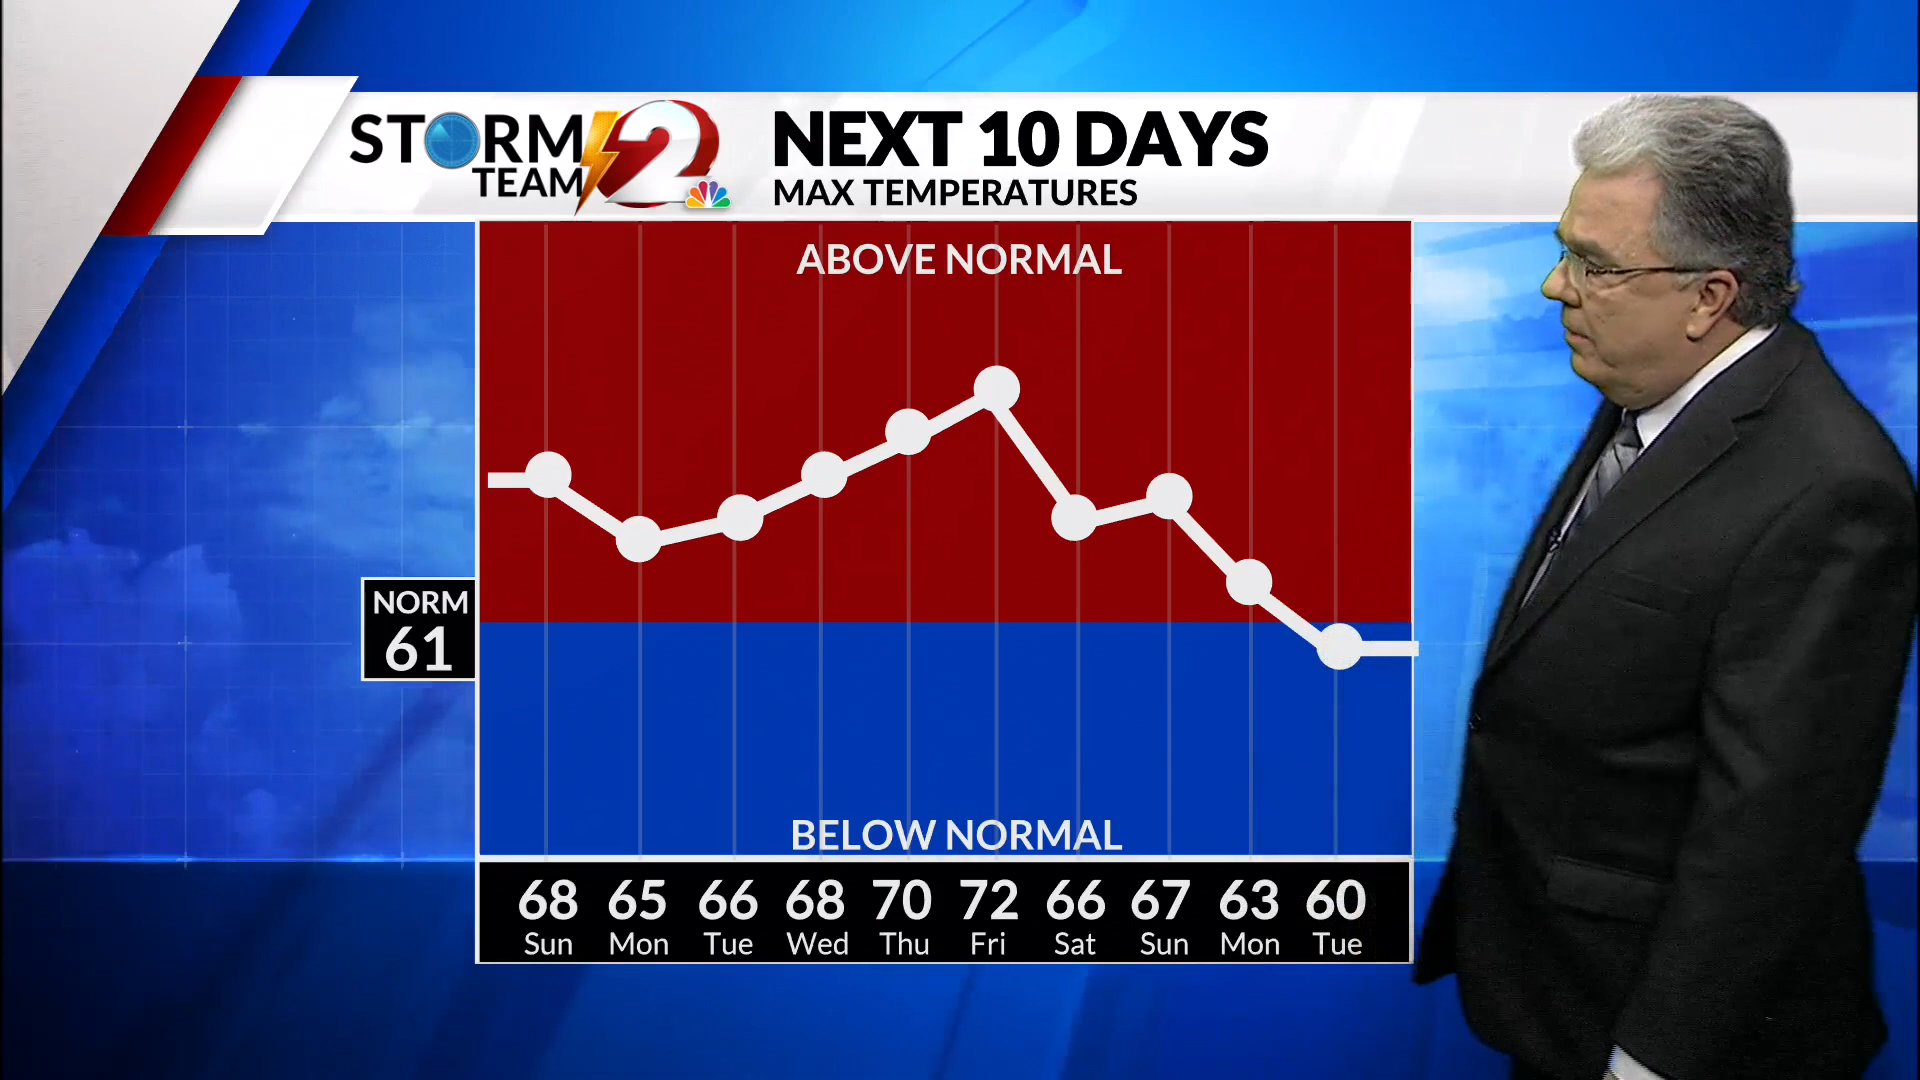 STORM
TEAM
2
NEXT 10 DAYS
MAX TEMPERATURES
ABOVE NORMAL
NORM
61
BELOW NORMAL
68 65 66 68 70 72 66 67 63 60
Sun Mon Tue Wed Thu Fri Sat Sun Mon Tue